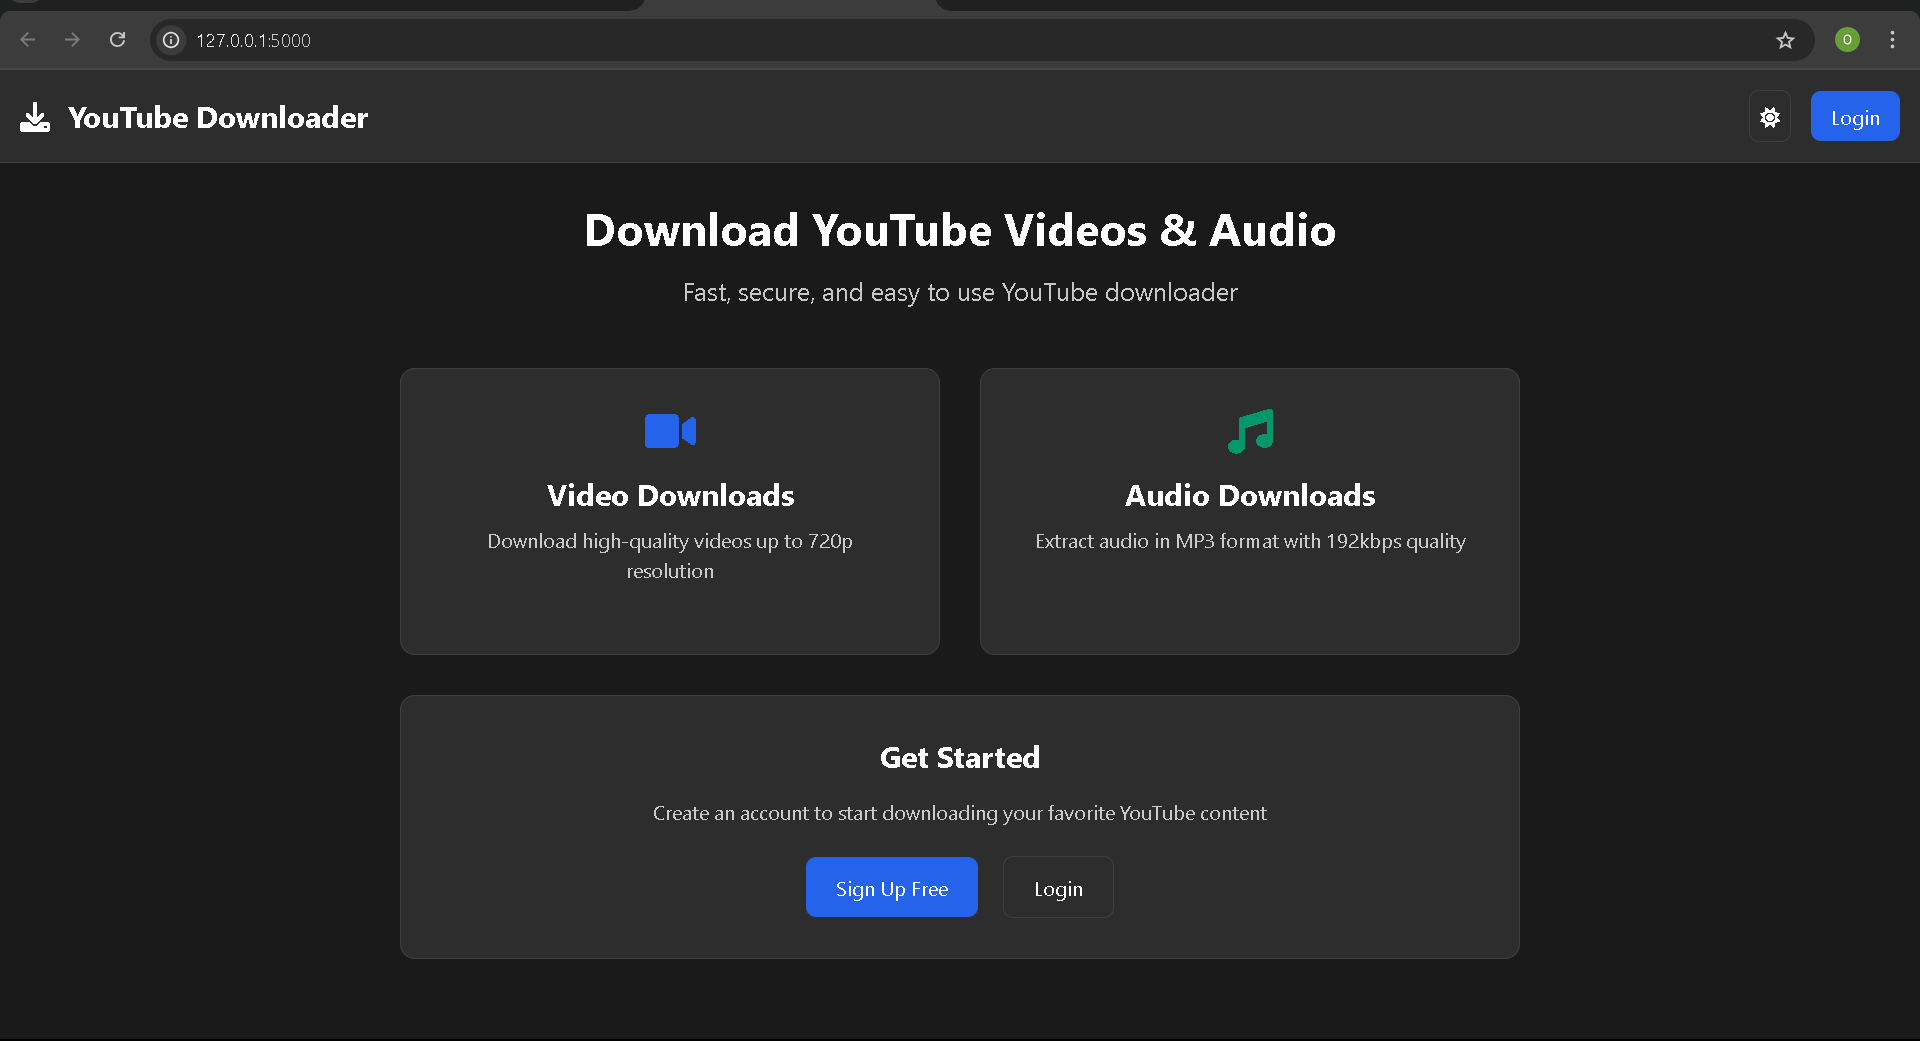 127.0.0.1:5000
O
YouTube Downloader
Login
Download YouTube Videos & Audio
Fast, secure, and easy to use YouTube downloader
Video Downloads
Download high-quality videos up to 720p
resolution
Audio Downloads
Extract audio in MP3 format with 192kbps quality
Get Started
Create an account to start downloading your favorite YouTube content
Sign Up Free
Login